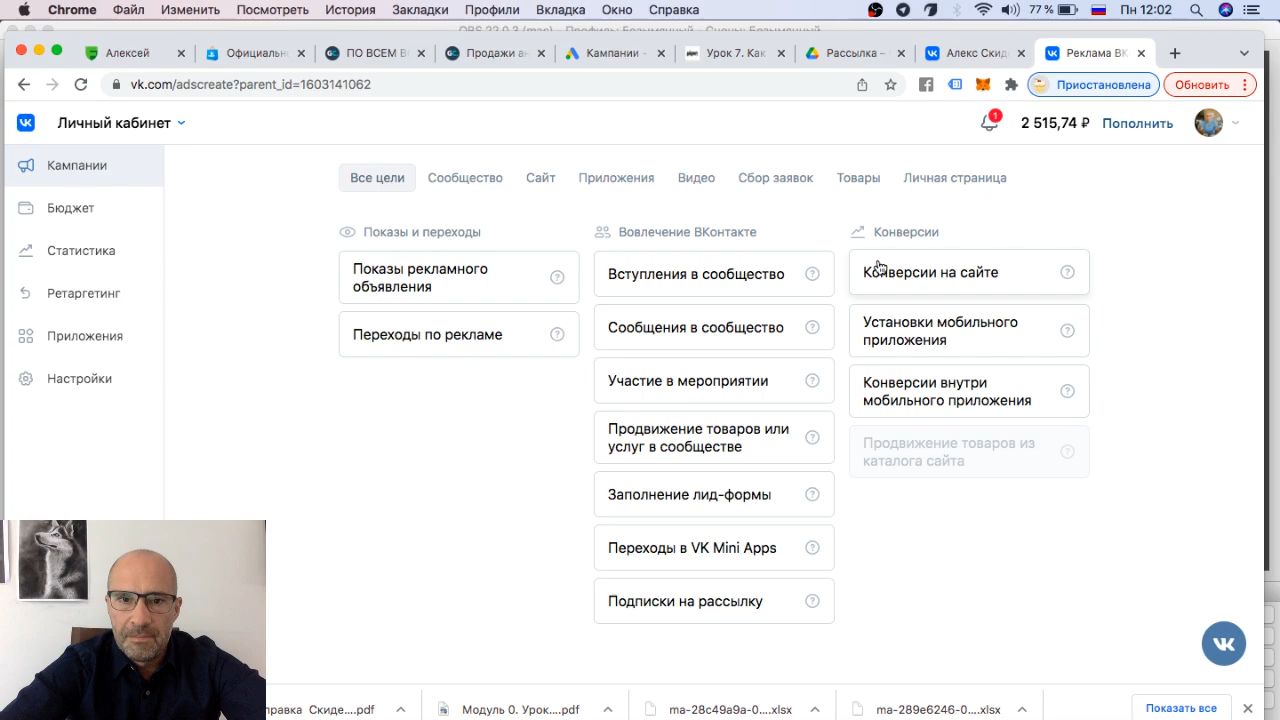 Chrome Файл Изменить Посмотреть История Закладки Профили Вкладка Окно Справка 77 % Пн 12:02
Алексей
Официальн
ПО ВСЕМ
Продажи ан
Кампании –
Урок 7. Как
Рассылка –
Алекс Скид
Реклама ВК
vk.com/adscreate?parent_id=1603141062
Приостановлена
Обновить
Личный кабинет
1
2 515,74 ₽ Пополнить
Кампании
Бюджет
Статистика
Ретаргетинг
Приложения
Настройки
Все цели Сообщество Сайт Приложения Видео Сбор заявок Товары Личная страница
Показы и переходы
Показы рекламного
объявления
Переходы по рекламе
Вовлечение ВКонтакте
Вступления в сообщество
Сообщения в сообщество
Участие в мероприятии
Продвижение товаров или
услуг в сообществе
Заполнение лид-формы
Переходы в VK Mini Apps
Подписки на рассылку
Конверсии
Конверсии на сайте
Установки мобильного
приложения
Конверсии внутри
мобильного приложения
Продвижение товаров из
каталога сайта
правка Скиде....pdf
Модуль 0. Урок....pdf
ma-28c49a9a-0....xlsx
ma-289e6246-0....xlsx
Показать все